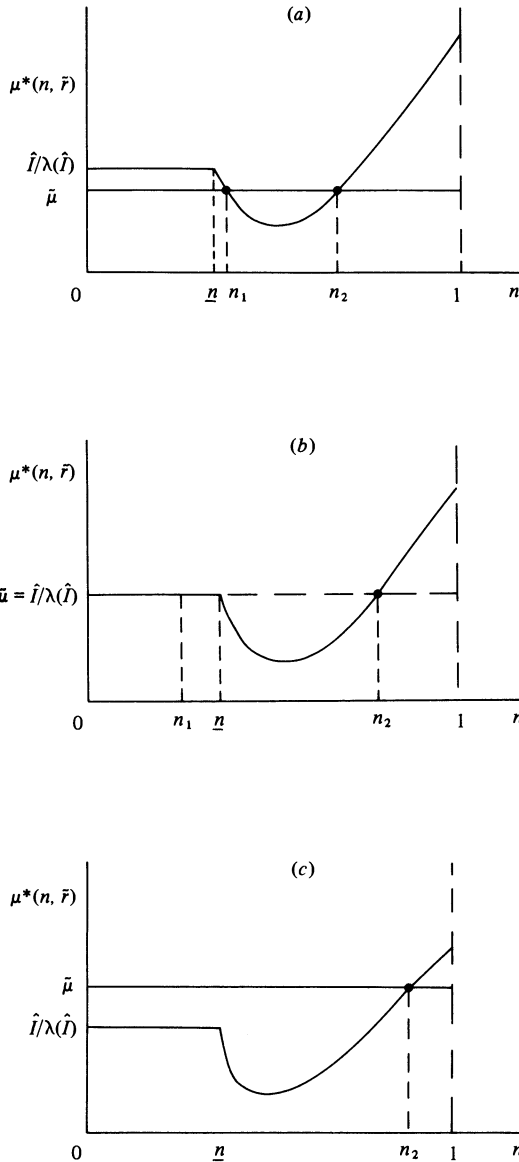 (a)
μ*(n, r̃)
Î/λ(Î)
μ̃
0 n̲ n₁ n₂ 1 n
(b)
μ*(n, r̃)
μ̃ = Î/λ(Î)
0 n₁ n̲ n₂ 1 n
(c)
μ*(n, r̃)
μ̃
Î/λ(Î)
0 n̲ n₂ 1 n